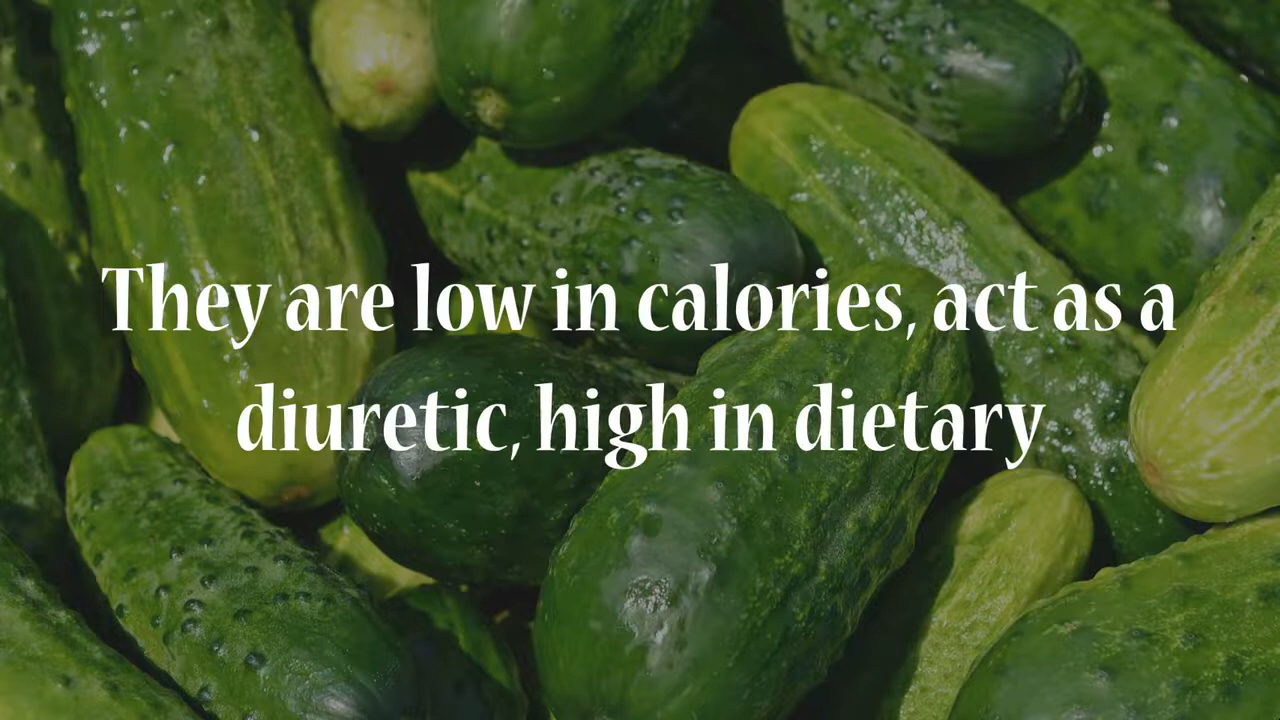 They are low in calories, act as a
diuretic, high in dietary